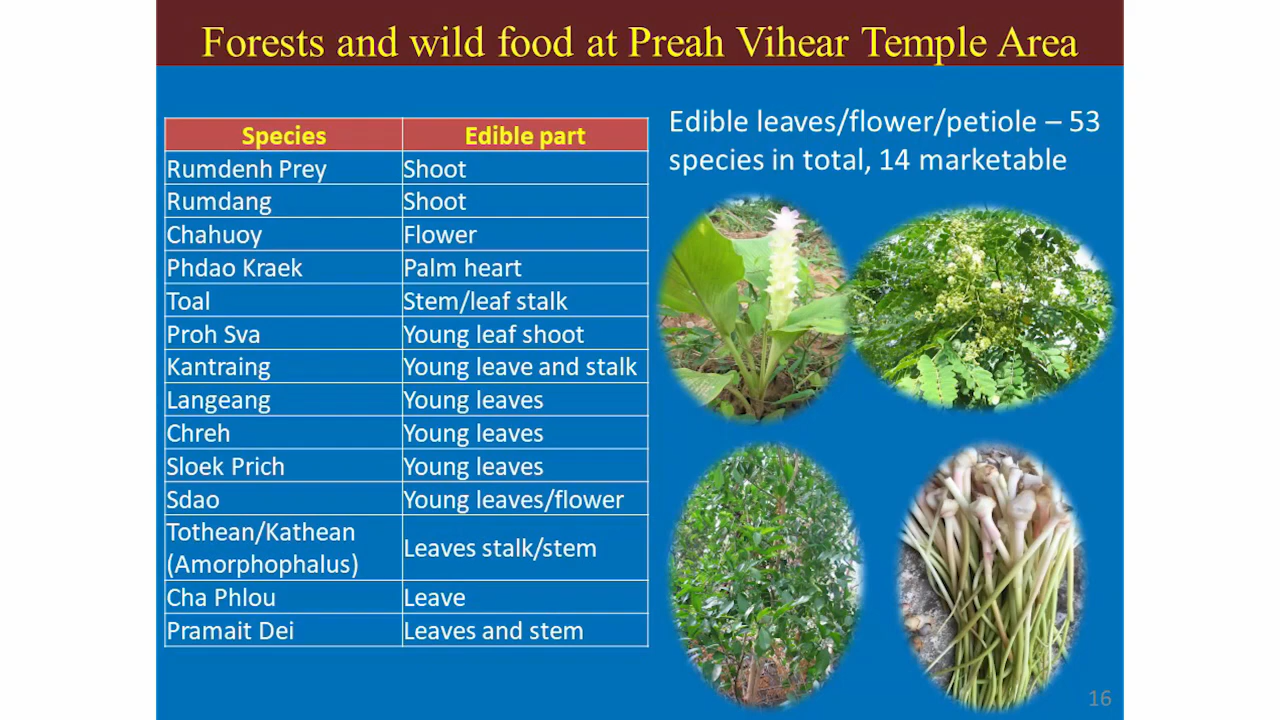 Forests and wild food at Preah Vihear Temple Area
Species Edible part
Rumdenh Prey Shoot
Rumdang Shoot
Chahuoy Flower
Phdao Kraek Palm heart
Toal Stem/leaf stalk
Proh Sva Young leaf shoot
Kantraing Young leave and stalk
Langeang Young leaves
Chreh Young leaves
Sloek Prich Young leaves
Sdao Young leaves/flower
Tothean/Kathean
(Amorphophalus) Leaves stalk/stem
Cha Phlou Leave
Pramait Dei Leaves and stem
Edible leaves/flower/petiole – 53
species in total, 14 marketable
16